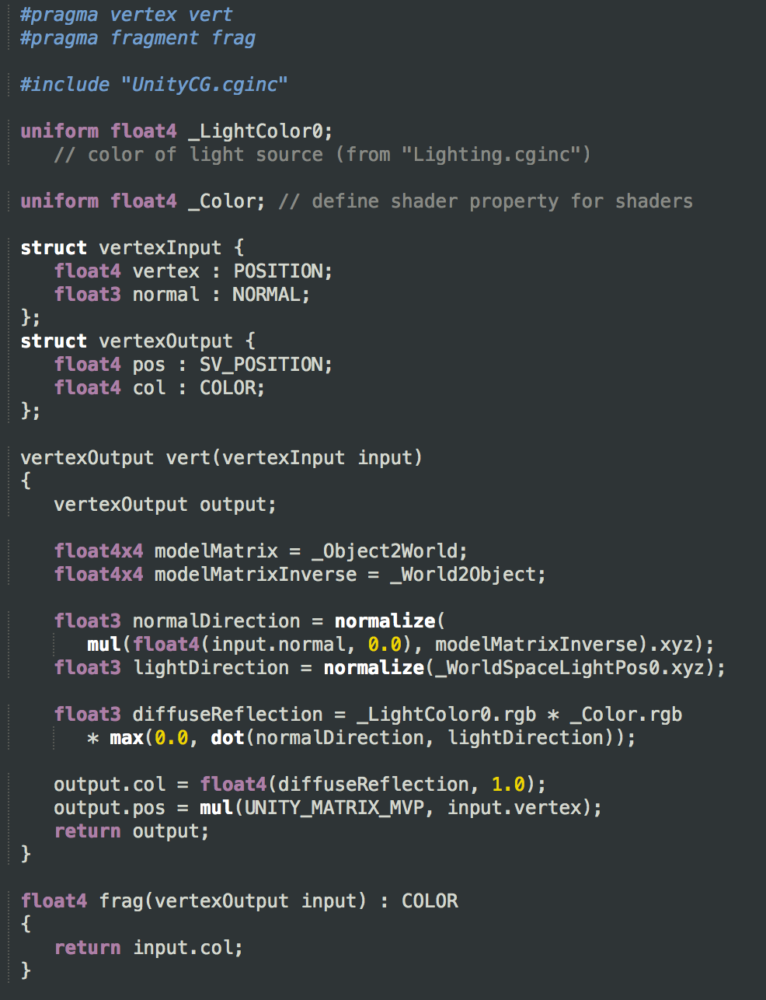 #pragma vertex vert
#pragma fragment frag

#include "UnityCG.cginc"

uniform float4 _LightColor0;
   // color of light source (from "Lighting.cginc")

uniform float4 _Color; // define shader property for shaders

struct vertexInput {
   float4 vertex : POSITION;
   float3 normal : NORMAL;
};
struct vertexOutput {
   float4 pos : SV_POSITION;
   float4 col : COLOR;
};

vertexOutput vert(vertexInput input)
{
   vertexOutput output;

   float4x4 modelMatrix = _Object2World;
   float4x4 modelMatrixInverse = _World2Object;

   float3 normalDirection = normalize(
      mul(float4(input.normal, 0.0), modelMatrixInverse).xyz);
   float3 lightDirection = normalize(_WorldSpaceLightPos0.xyz);

   float3 diffuseReflection = _LightColor0.rgb * _Color.rgb
      * max(0.0, dot(normalDirection, lightDirection));

   output.col = float4(diffuseReflection, 1.0);
   output.pos = mul(UNITY_MATRIX_MVP, input.vertex);
   return output;
}

float4 frag(vertexOutput input) : COLOR
{
   return input.col;
}